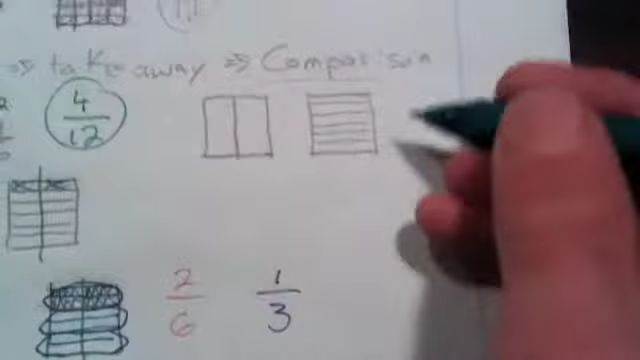 ⇒ take away ⇒ Comparison
4/12
2/6 1/3